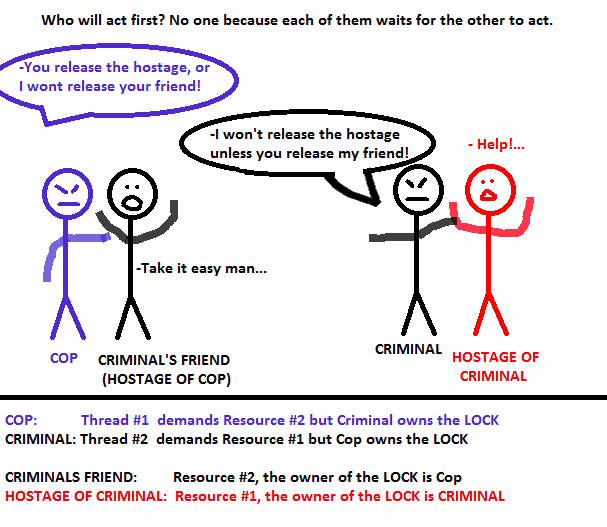 Who will act first? No one because each of them waits for the other to act.
-You release the hostage, or
I wont release your friend!
-I won't release the hostage
unless you release my friend!
- Help!...
-Take it easy man...
COP
CRIMINAL'S FRIEND
(HOSTAGE OF COP)
CRIMINAL
HOSTAGE OF
CRIMINAL
COP: Thread #1 demands Resource #2 but Criminal owns the LOCK
CRIMINAL: Thread #2 demands Resource #1 but Cop owns the LOCK
CRIMINALS FRIEND: Resource #2, the owner of the LOCK is Cop
HOSTAGE OF CRIMINAL: Resource #1, the owner of the LOCK is CRIMINAL